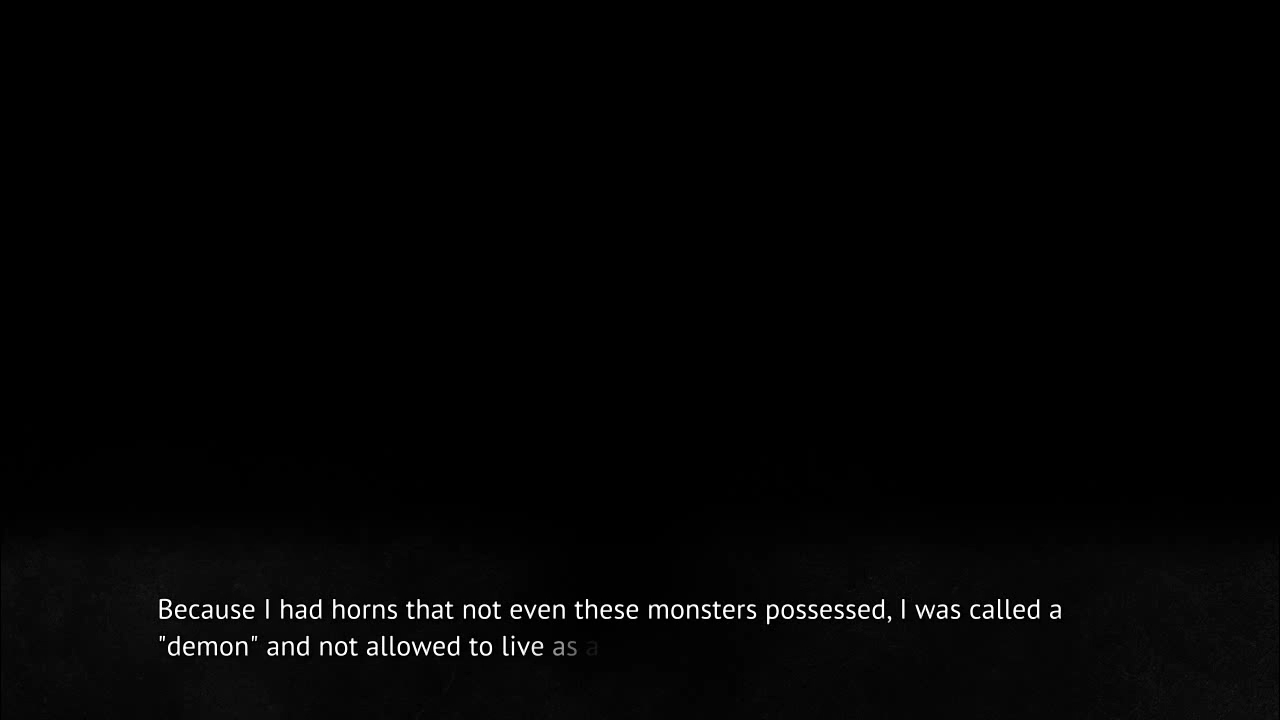 Because I had horns that not even these monsters possessed, I was called a
"demon" and not allowed to live as a